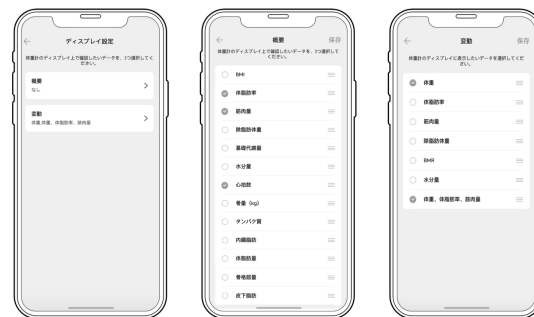 ディスプレイ設定
体重計のディスプレイ上で確認したいデータを、3つ選択してく
ださい。
概要
なし
変動
体重,体重、体脂肪率、筋肉量
概要
保存
体重計のディスプレイ上で確認したいデータを、3つ選択して
ください。
BMI
体脂肪率
筋肉量
除脂肪体重
基礎代謝量
水分量
心拍数
骨量（kg）
タンパク質
内臓脂肪
体脂肪量
骨格筋量
皮下脂肪
変動
保存
体重計のディスプレイに表示したいデータを選択してくだ
さい。
体重
体脂肪率
筋肉量
除脂肪体重
BMR
水分量
体重、体脂肪率、筋肉量